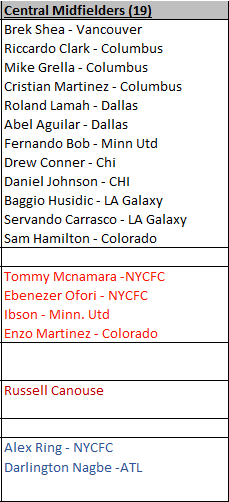 Central Midfielders (19)
Brek Shea - Vancouver
Riccardo Clark - Columbus
Mike Grella - Columbus
Cristian Martinez - Columbus
Roland Lamah - Dallas
Abel Aguilar - Dallas
Fernando Bob - Minn Utd
Drew Conner - Chi
Daniel Johnson - CHI
Baggio Husidic - LA Galaxy
Servando Carrasco - LA Galaxy
Sam Hamilton - Colorado
Tommy Mcnamara -NYCFC
Ebenezer Ofori - NYCFC
Ibson - Minn. Utd
Enzo Martinez - Colorado
Russell Canouse
Alex Ring - NYCFC
Darlington Nagbe -ATL